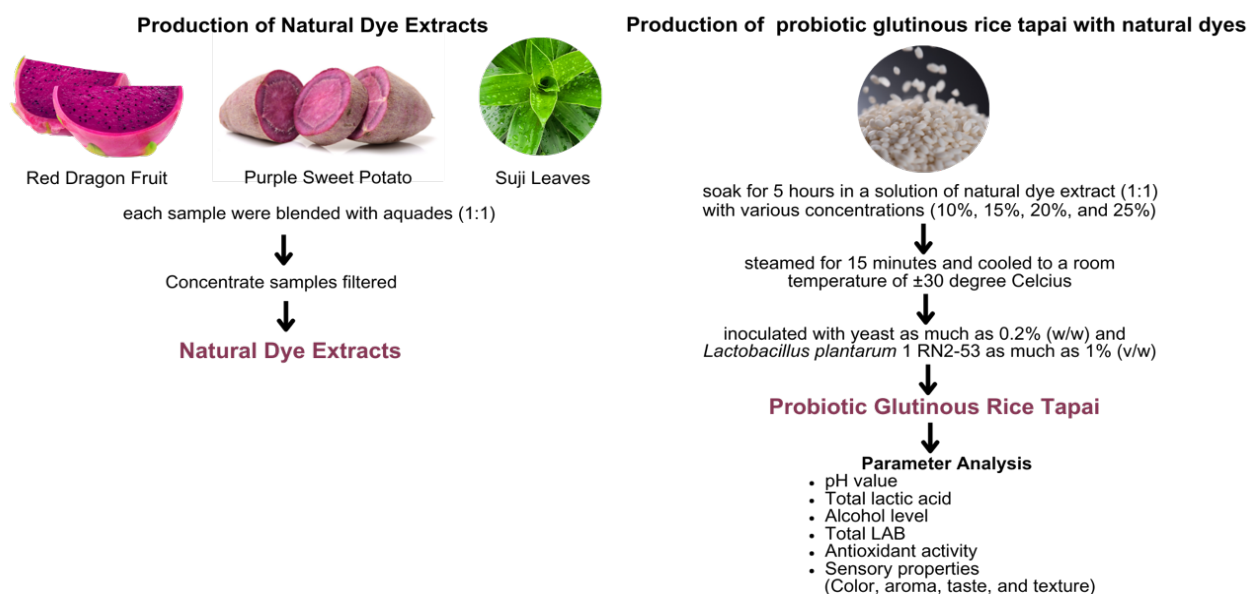 Production of Natural Dye Extracts
Red Dragon Fruit
Purple Sweet Potato
Suji Leaves
each sample were blended with aquades (1:1)
Concentrate samples filtered
Natural Dye Extracts
Production of probiotic glutinous rice tapai with natural dyes
soak for 5 hours in a solution of natural dye extract (1:1)
with various concentrations (10%, 15%, 20%, and 25%)
steamed for 15 minutes and cooled to a room
temperature of ±30 degree Celcius
inoculated with yeast as much as 0.2% (w/w) and
Lactobacillus plantarum 1 RN2-53 as much as 1% (v/w)
Probiotic Glutinous Rice Tapai
Parameter Analysis
• pH value
• Total lactic acid
• Alcohol level
• Total LAB
• Antioxidant activity
• Sensory properties
(Color, aroma, taste, and texture)